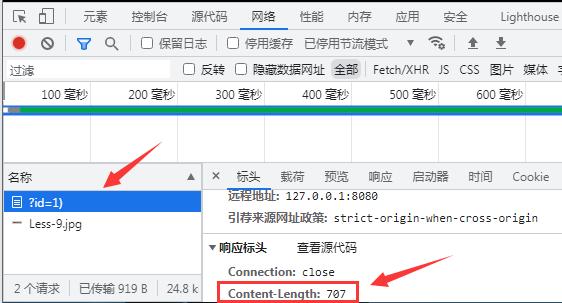 元素 控制台 源代码 网络 性能 内存 应用 安全 Lighthouse
保留日志 停用缓存 已停用节流模式
过滤 反转 隐藏数据网址 全部 Fetch/XHR JS CSS 图片 媒体
100 毫秒 200 毫秒 300 毫秒 400 毫秒 500 毫秒 600 毫秒
名称
?id=1)
Less-9.jpg
2 个请求 已传输 919 B 24.8 k
标头 载荷 预览 响应 启动器 时间 Cookie
远程地址: 127.0.0.1:8080
引荐来源网址政策: strict-origin-when-cross-origin
响应标头 查看源代码
Connection: close
Content-Length: 707